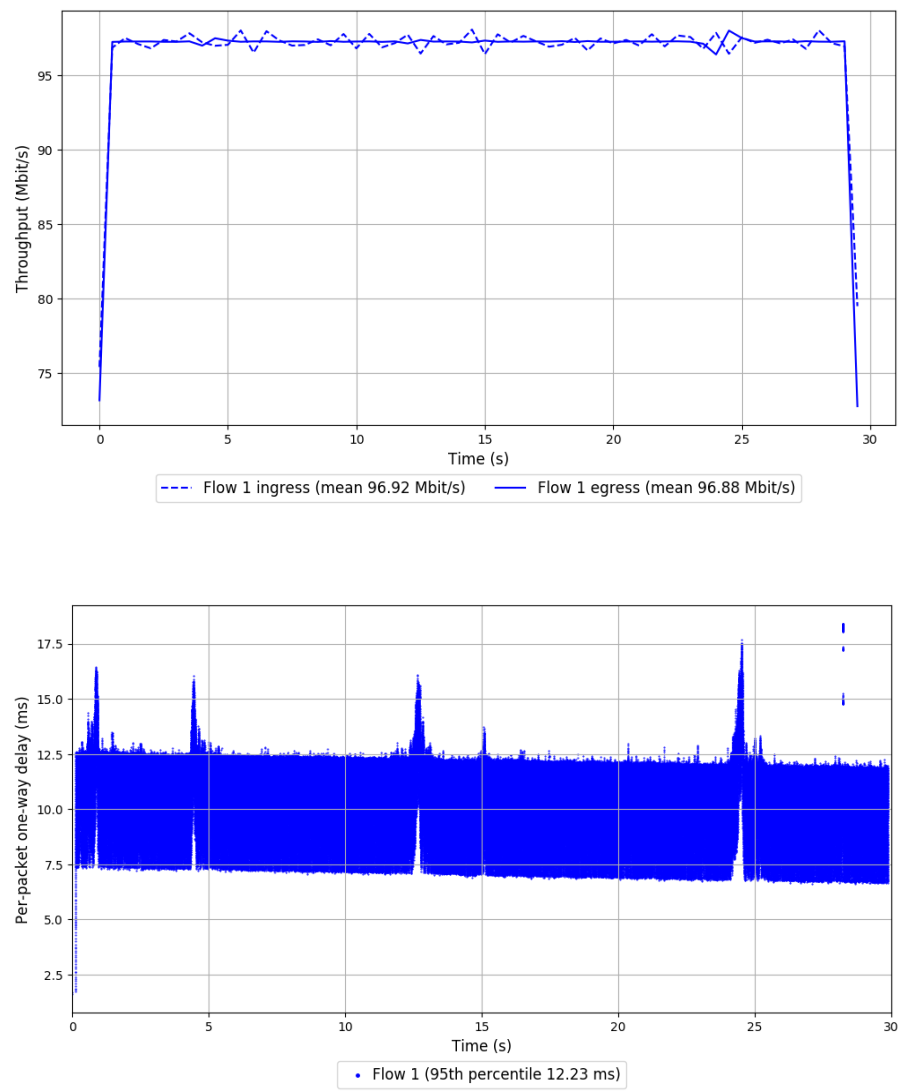 95
90
85
80
75
Throughput (Mbit/s)
0 5 10 15 20 25 30
Time (s)
Flow 1 ingress (mean 96.92 Mbit/s) Flow 1 egress (mean 96.88 Mbit/s)
17.5
15.0
12.5
10.0
7.5
5.0
2.5
Per-packet one-way delay (ms)
0 5 10 15 20 25 30
Time (s)
Flow 1 (95th percentile 12.23 ms)